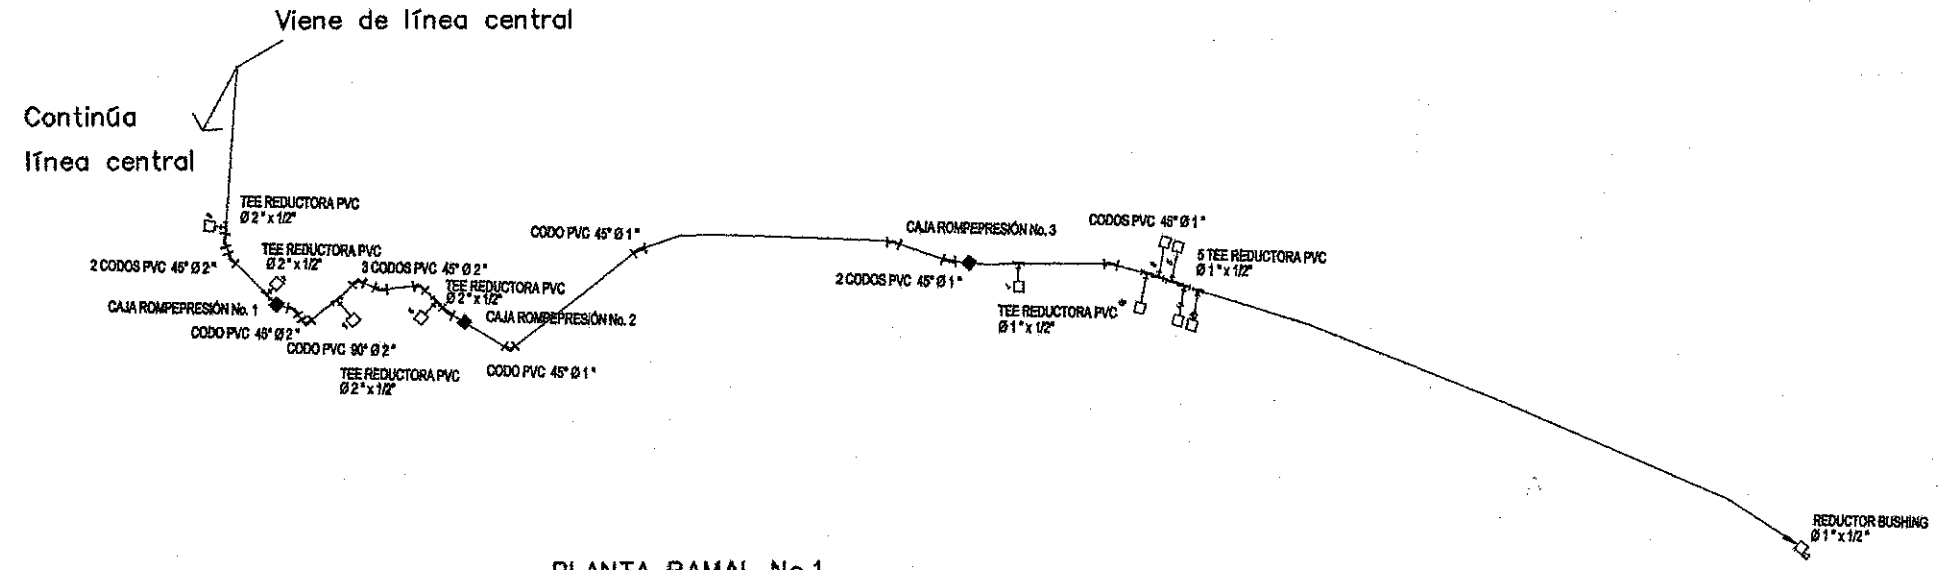 Viene de línea central
Continúa
línea central
TEE REDUCTORA PVC
Ø 2" x 1/2"
2 CODOS PVC 45° Ø 2"
TEE REDUCTORA PVC
Ø 2" x 1/2"
CAJA ROMPEPRESIÓN No. 1
CODO PVC 45° Ø 2"
CODO PVC 90° Ø 2"
3 CODOS PVC 45° Ø 2"
TEE REDUCTORA PVC
Ø 2" x 1/2"
TEE REDUCTORA PVC
Ø 2" x 1/2"
CAJA ROMPEPRESIÓN No. 2
CODO PVC 45° Ø 1"
CODO PVC 45° Ø 1"
CAJA ROMPEPRESIÓN No. 3
2 CODOS PVC 45° Ø 1"
TEE REDUCTORA PVC
Ø 1" x 1/2"
CODOS PVC 45° Ø 1"
5 TEE REDUCTORA PVC
Ø 1" x 1/2"
REDUCTOR BUSHING
Ø 1" x 1/2"
PLANTA RAMAL No.1